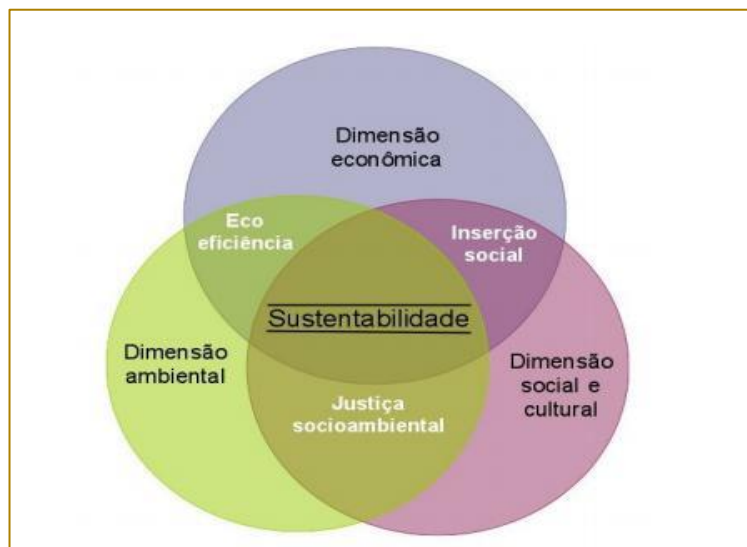 Dimensão
econômica
Eco
eficiência
Inserção
social
Sustentabilidade
Dimensão
ambiental
Dimensão
social e
cultural
Justiça
socioambiental